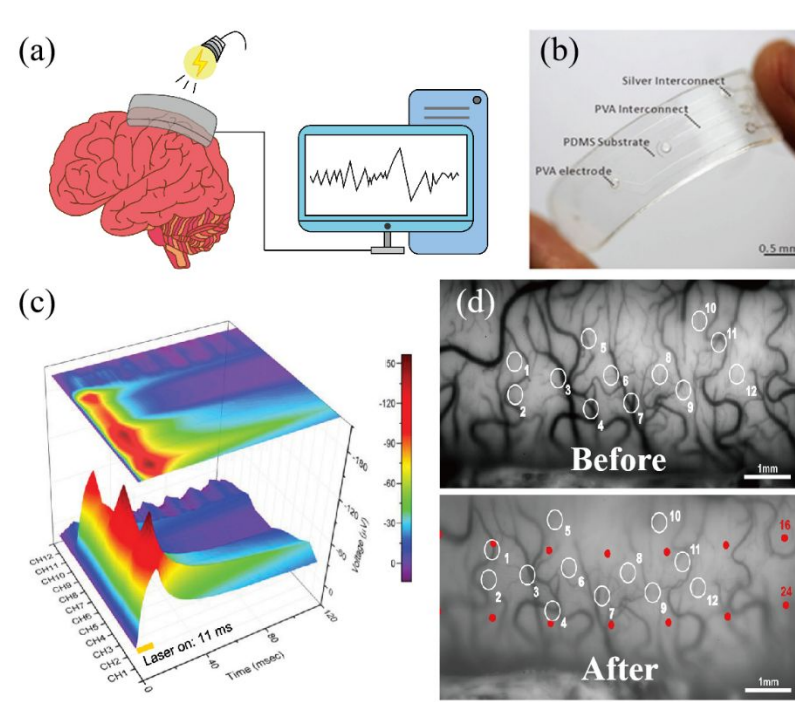 (a)
(b)
Silver Interconnect
PVA Interconnect
PDMS Substrate
PVA electrode
0.5 mm
(c)
-150
-120
-90
-60
-30
0
-180
-120
-60
0
Voltage (μV)
CH12
CH11
CH10
CH9
CH8
CH7
CH6
CH5
CH4
CH3
CH2
CH1
Laser on: 11 ms
0
40
80
120
Time (msec)
(d)
10
11
5
8
1
3
6
12
2
9
4
7
Before
1mm
5
10
16
1
11
8
6
3
2
12
9
24
7
4
After
1mm